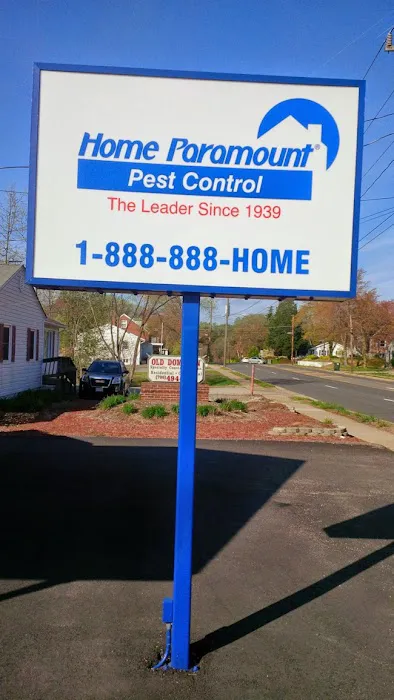 Home Paramount®
Pest Control
The Leader Since 1939
1-888-888-HOME
OLD DOM